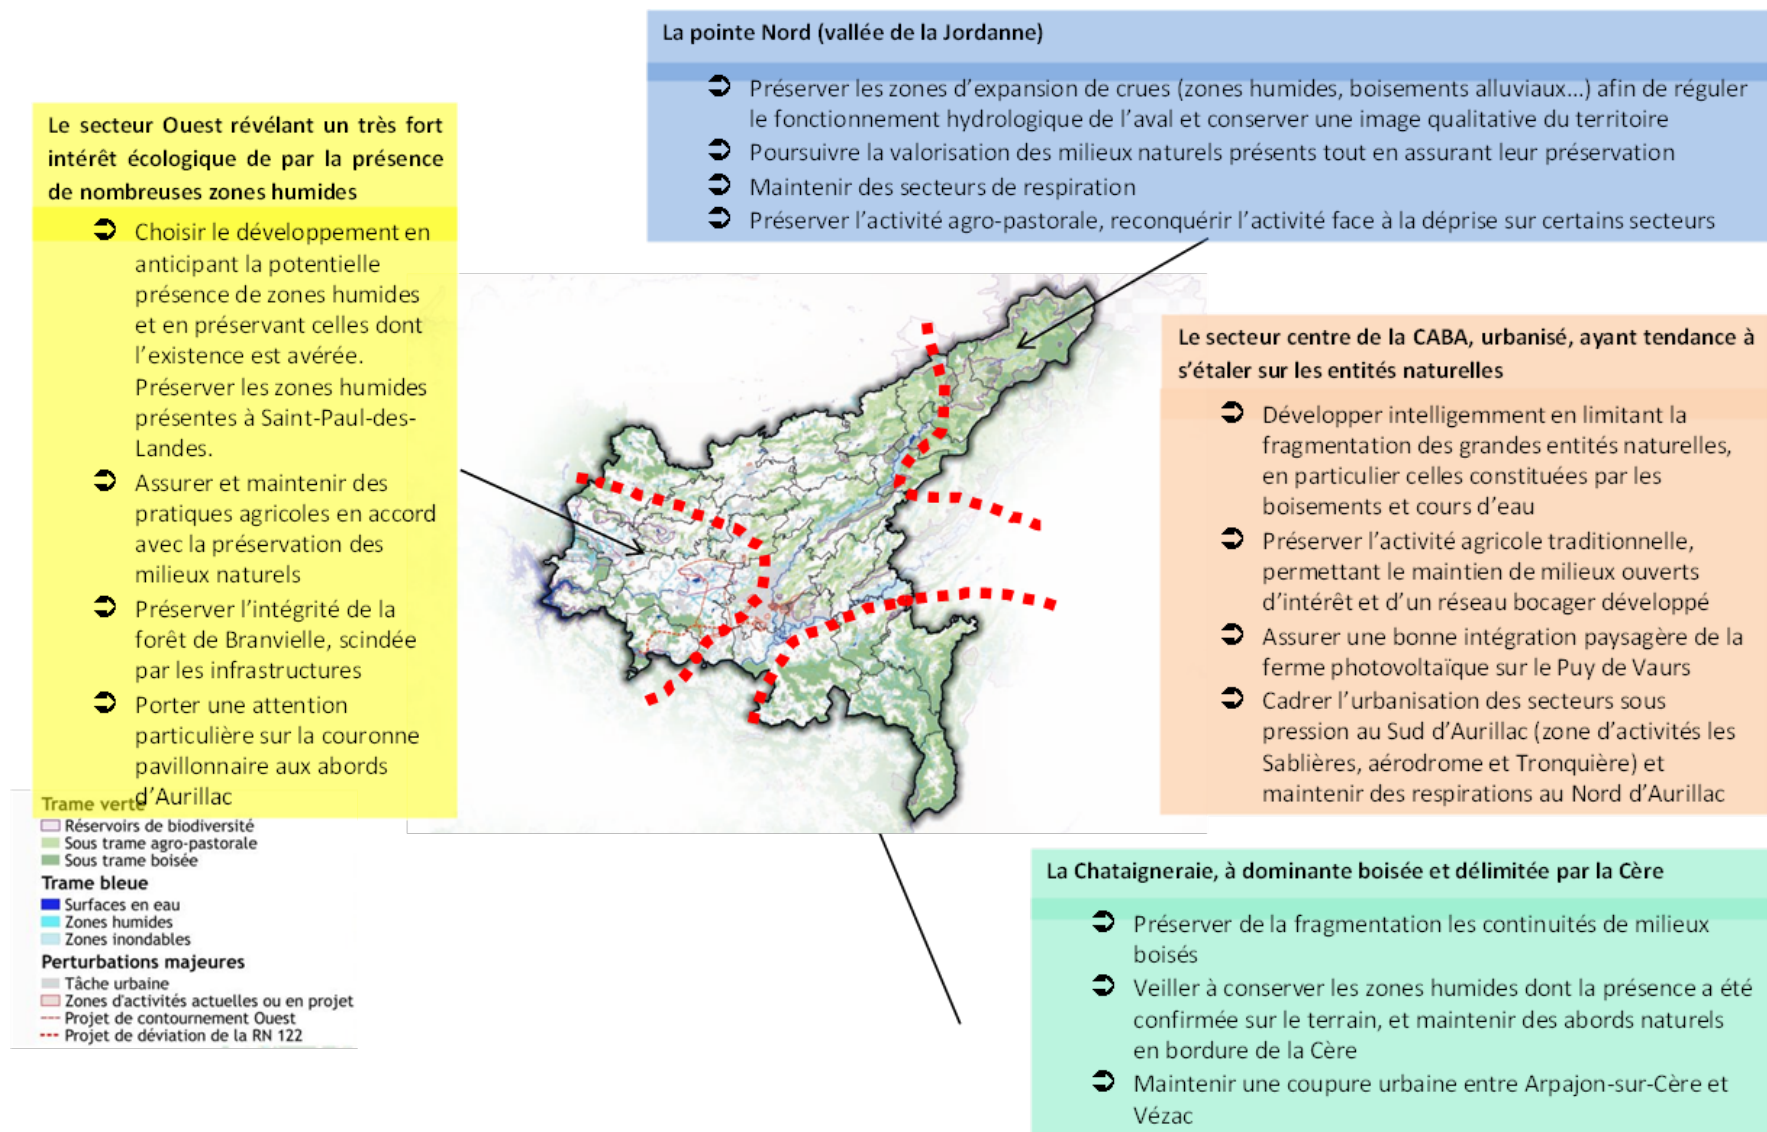 La pointe Nord (vallée de la Jordanne)
➲ Préserver les zones d'expansion de crues (zones humides, boisements alluviaux...) afin de réguler
le fonctionnement hydrologique de l'aval et conserver une image qualitative du territoire
➲ Poursuivre la valorisation des milieux naturels présents tout en assurant leur préservation
➲ Maintenir des secteurs de respiration
➲ Préserver l'activité agro-pastorale, reconquérir l'activité face à la déprise sur certains secteurs
Le secteur Ouest révélant un très fort
intérêt écologique de par la présence
de nombreuses zones humides
➲ Choisir le développement en
anticipant la potentielle
présence de zones humides
et en préservant celles dont
l'existence est avérée.
Préserver les zones humides
présentes à Saint-Paul-des-
Landes.
➲ Assurer et maintenir des
pratiques agricoles en accord
avec la préservation des
milieux naturels
➲ Préserver l'intégrité de la
forêt de Branvielle, scindée
par les infrastructures
➲ Porter une attention
particulière sur la couronne
pavillonnaire aux abords
d'Aurillac
Le secteur centre de la CABA, urbanisé, ayant tendance à
s'étaler sur les entités naturelles
➲ Développer intelligemment en limitant la
fragmentation des grandes entités naturelles,
en particulier celles constituées par les
boisements et cours d'eau
➲ Préserver l'activité agricole traditionnelle,
permettant le maintien de milieux ouverts
d'intérêt et d'un réseau bocager développé
➲ Assurer une bonne intégration paysagère de la
ferme photovoltaïque sur le Puy de Vaurs
➲ Cadrer l'urbanisation des secteurs sous
pression au Sud d'Aurillac (zone d'activités les
Sablières, aérodrome et Tronquière) et
maintenir des respirations au Nord d'Aurillac
Trame verte
Réservoirs de biodiversité
Sous trame agro-pastorale
Sous trame boisée
Trame bleue
Surfaces en eau
Zones humides
Zones inondables
Perturbations majeures
Tâche urbaine
Zones d'activités actuelles ou en projet
Projet de contournement Ouest
Projet de déviation de la RN 122
La Chataigneraie, à dominante boisée et délimitée par la Cère
➲ Préserver de la fragmentation les continuités de milieux
boisés
➲ Veiller à conserver les zones humides dont la présence a été
confirmée sur le terrain, et maintenir des abords naturels
en bordure de la Cère
➲ Maintenir une coupure urbaine entre Arpajon-sur-Cère et
Vézac